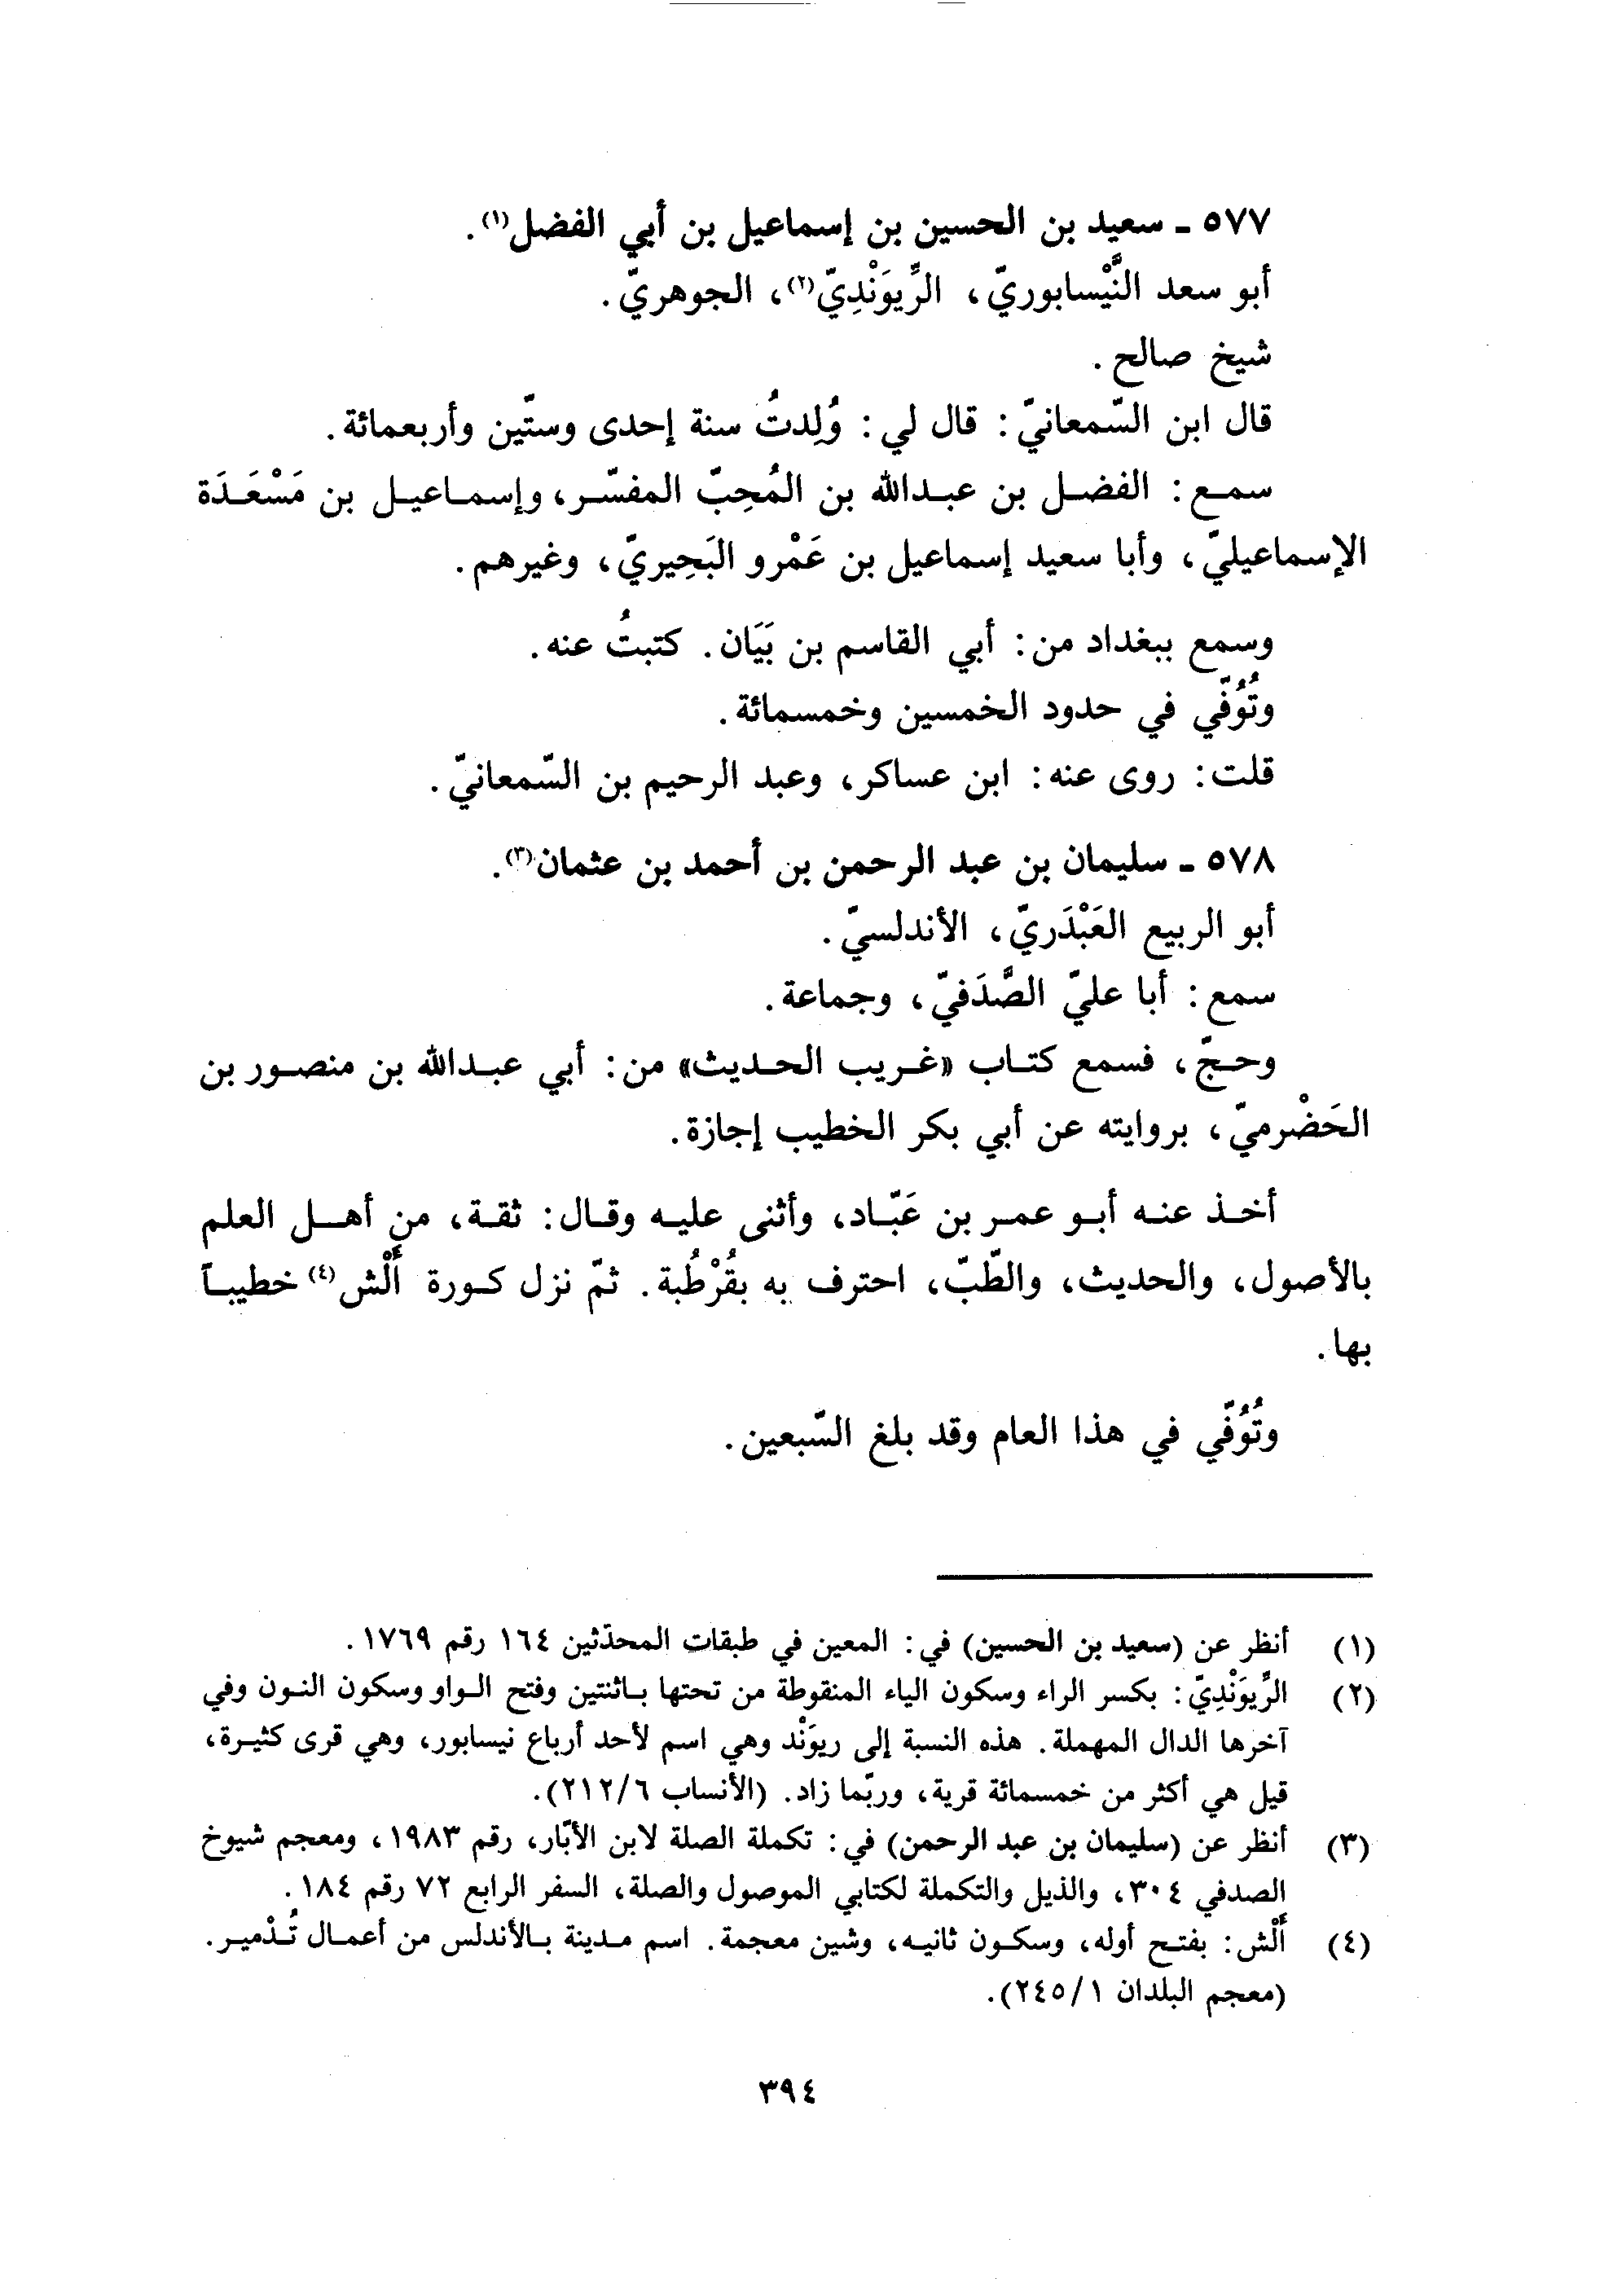 ٥٧٧ ـ سعيد بن الحسين بن إسماعيل بن أبي الفضل(١).
أبو سعد النَّيْسابوريّ، الرِّيوَنْدِيّ(٢)، الجوهريّ.
شيخ صالح.
قال ابن السّمعانيّ: قال لي: وُلِدتُ سنة إحدى وستّين وأربعمائة.
سمع: الفضل بن عبدالله بن المُحِبّ المفسّر، وإسماعيل بن مَسْعَدَة
الإسماعيليّ، وأبا سعيد إسماعيل بن عَمْرو البَحِيريّ، وغيرهم.
وسمع ببغداد من: أبي القاسم بن بَيَان. كتبتُ عنه.
وتُوُفّي في حدود الخمسين وخمسمائة.
قلت: روى عنه: ابن عساكر، وعبد الرحيم بن السّمعانيّ.
٥٧٨ ـ سليمان بن عبد الرحمن بن أحمد بن عثمان(٣).
أبو الربيع العَبْدَريّ، الأندلسيّ.
سمع: أبا عليّ الصَّدَفيّ، وجماعة.
وحجّ، فسمع كتاب «غريب الحديث» من: أبي عبدالله بن منصور بن
الحَضْرميّ، بروايته عن أبي بكر الخطيب إجازة.
أخذ عنه أبو عمر بن عَبّاد، وأثنى عليه وقال: ثقة، من أهل العلم
بالأصول، والحديث، والطّبّ، احترف به بقُرْطُبة. ثمّ نزل كورة أَلْش(٤) خطيباً
بها.
وتُوُفّي في هذا العام وقد بلغ السّبعين.
(١) أنظر عن (سعيد بن الحسين) في: المعين في طبقات المحدّثين ١٦٤ رقم ١٧٦٩.
(٢) الرِّيوَنْدِيّ: بكسر الراء وسكون الياء المنقوطة من تحتها باثنتين وفتح الواو وسكون النون وفي
آخرها الدال المهملة. هذه النسبة إلى ريوَنْد وهي اسم لأحد أرباع نيسابور، وهي قرى كثيرة،
قيل هي أكثر من خمسمائة قرية، وربّما زاد. (الأنساب ٢١٢/٦).
(٣) أنظر عن (سليمان بن عبد الرحمن) في: تكملة الصلة لابن الأبّار، رقم ١٩٨٣، ومعجم شيوخ
الصدفي ٣٠٤، والذيل والتكملة لكتابي الموصول والصلة، السفر الرابع ٧٢ رقم ١٨٤.
(٤) أَلْش: بفتح أوله، وسكون ثانيه، وشين معجمة. اسم مدينة بالأندلس من أعمال تُدْمير.
(معجم البلدان ٢٤٥/١).
٣٩٤